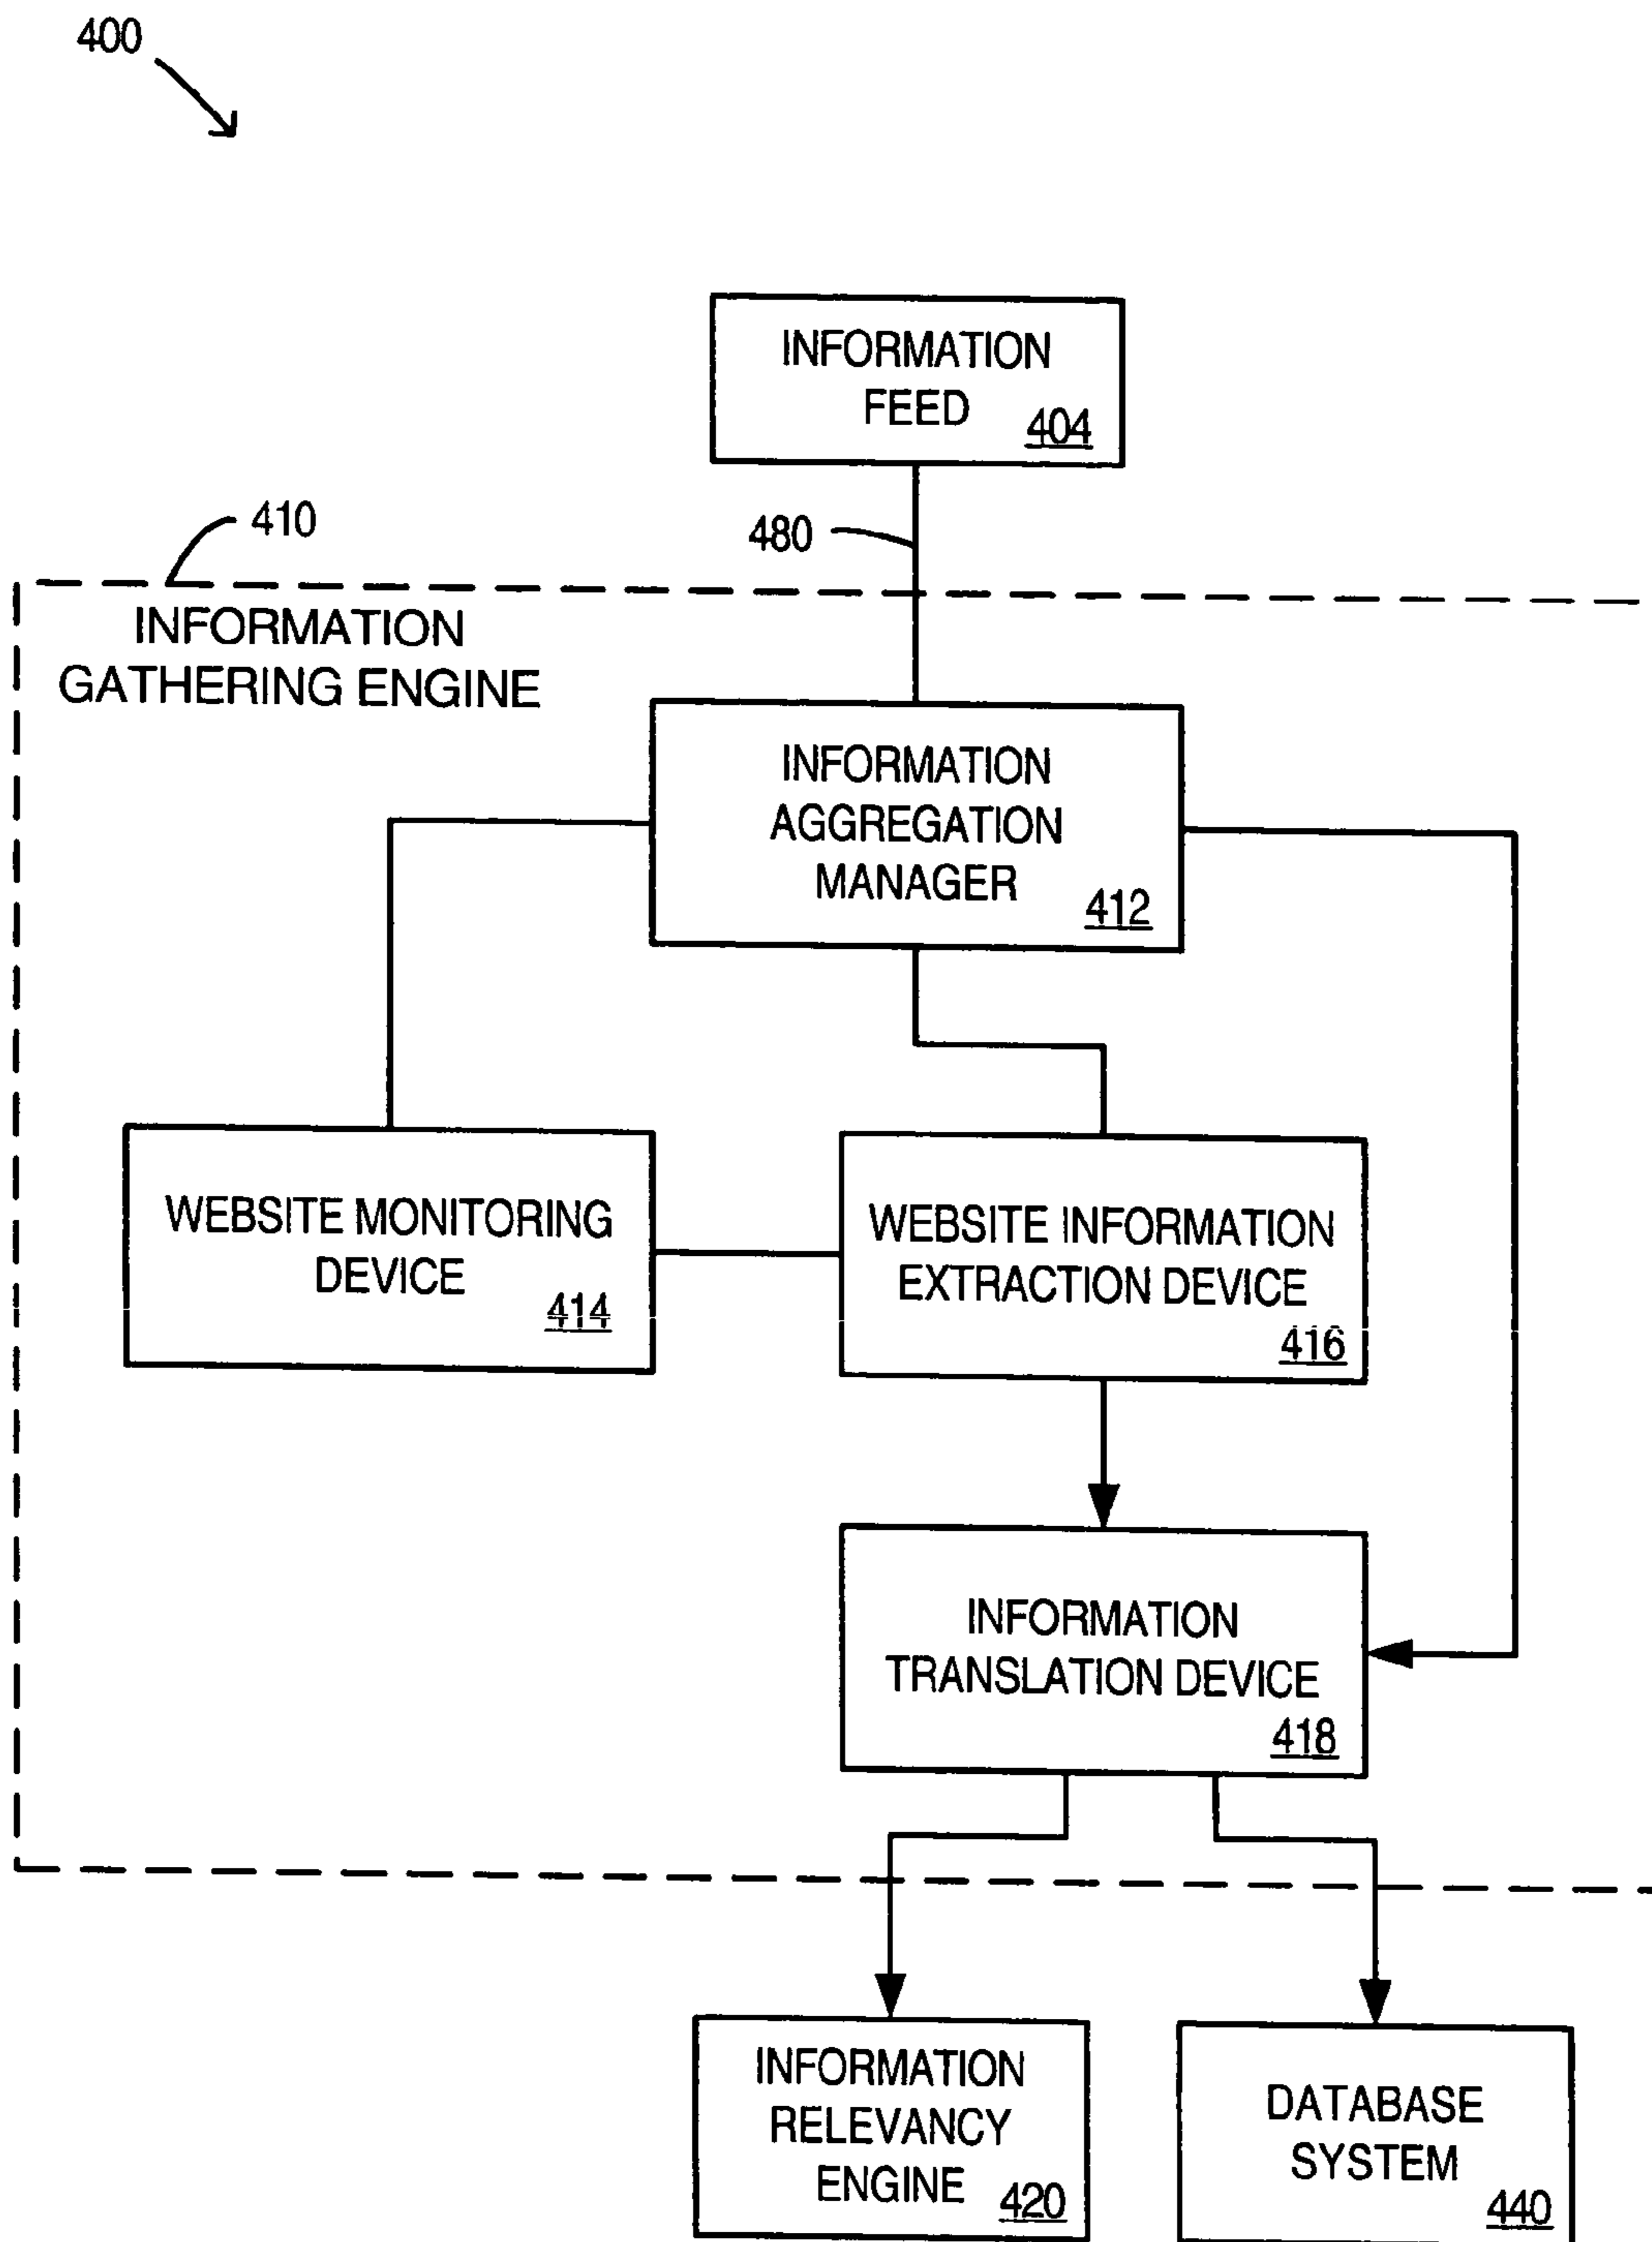 400
INFORMATION
FEED
404
410
480
INFORMATION
GATHERING ENGINE
INFORMATION
AGGREGATION
MANAGER
412
WEBSITE MONITORING
DEVICE
414
WEBSITE INFORMATION
EXTRACTION DEVICE
416
INFORMATION
TRANSLATION DEVICE
418
INFORMATION
RELEVANCY
ENGINE
420
DATABASE
SYSTEM
440